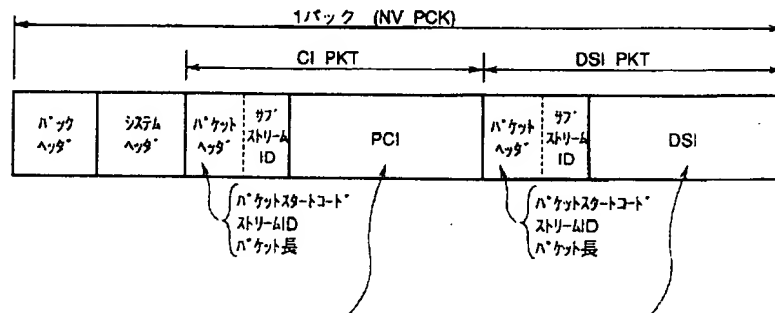 1パック (NV PCK)
CI PKT
DSI PKT
パック
ヘッダ
システム
ヘッダ
パケット
ヘッダ
サブ
ストリーム
ID
PCI
パケット
ヘッダ
サブ
ストリーム
ID
DSI
パケットスタートコード
ストリームID
パケット長
パケットスタートコード
ストリームID
パケット長